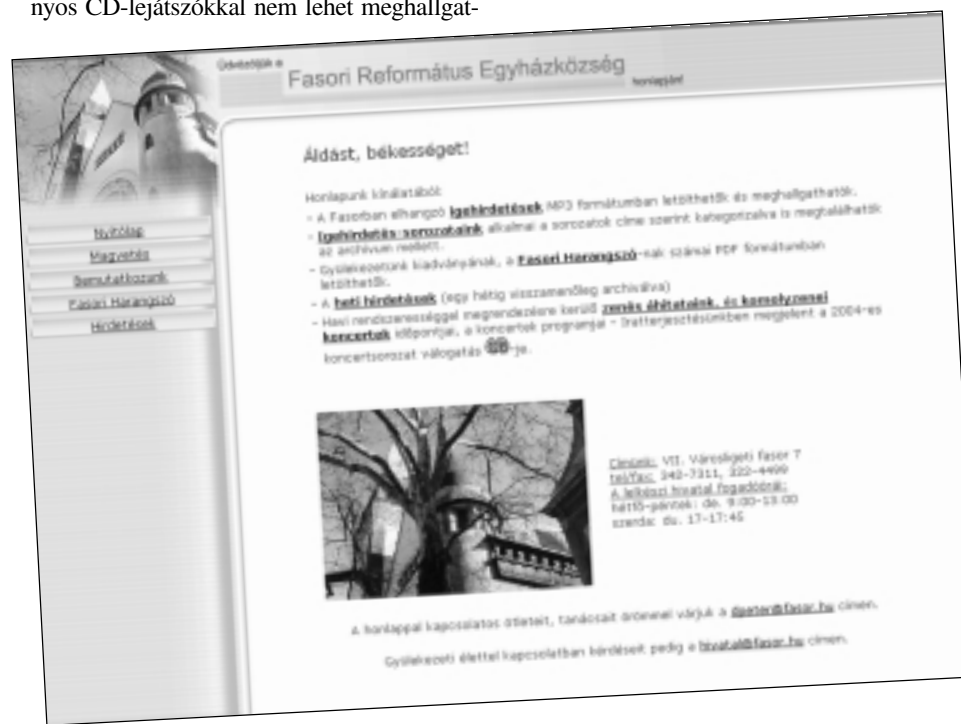 nyos CD-lejátszókkal nem lehet meghallgat-
Üdvözöljük a
Fasori Református Egyházközség
honlapján!
Nyitólap
Magvetés
Bemutatkozunk
Fasori Harangszó
Hirdetések
Áldást, békességet!
Honlapunk kínálatából:
- A Fasorban elhangzó igehirdetések MP3 formátumban letölthetők és meghallgathatók.
- Igehirdetés-sorozataink alkalmai a sorozatok címe szerint kategorizálva is megtalálhatók
az archívum mellett.
- Gyülekezetünk kiadványának, a Fasori Harangszó-nak számai PDF formátumban
letölthetők.
- A heti hirdetések (egy hétig visszamenőleg archiválva)
- Havi rendszerességgel megrendezésre kerülő zenés áhítataink, és komolyzenei
koncertek időpontjai, a koncertek programjai - Iratterjesztésünkben megjelent a 2004-es
koncertsorozat válogatás CD-je.
Címünk: VII. Városligeti fasor 7
tel/fax: 342-7311, 322-4499
A lelkészi hivatal fogadóórái:
hétfő-péntek: de. 9:00-13:00
szerda: du. 17-17:45
A honlappal kapcsolatos ötleteit, tanácsait örömmel várjuk a dpeter@fasor.hu címen.
Gyülekezeti élettel kapcsolatban kérdéseit pedig a hivatal@fasor.hu címen.